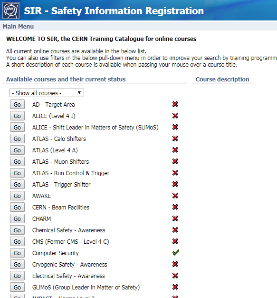 SIR - Safety Information Registration
Main Menu
WELCOME TO SIR, the CERN Training Catalogue for online courses
All current online courses are available in the below list.
You can also use filters in the below pull-down menu in order to improve your search by training programm
A short description of each course is available when passing your mouse over a course title.
Available courses and their current status Course description
- Show all courses -
Go AD - Target Area
Go ALICE (Level 4 I)
Go ALICE - Shift Leader in Matters of Safety (SLIMoS)
Go ATLAS - Calo Shifters
Go ATLAS (Level 4 A)
Go ATLAS - Muon Shifters
Go ATLAS - Run Control & Trigger
Go ATLAS - Trigger Shifter
Go AWAKE
Go CERN - Beam Facilities
Go CHARM
Go Chemical Safety - Awareness
Go CMS (Former CMS - Level 4 C)
Go Computer Security
Go Cryogenic Safety - Awareness
Go Electrical Safety - Awareness
Go GLIMoS (Group Leader In Matter of Safety)